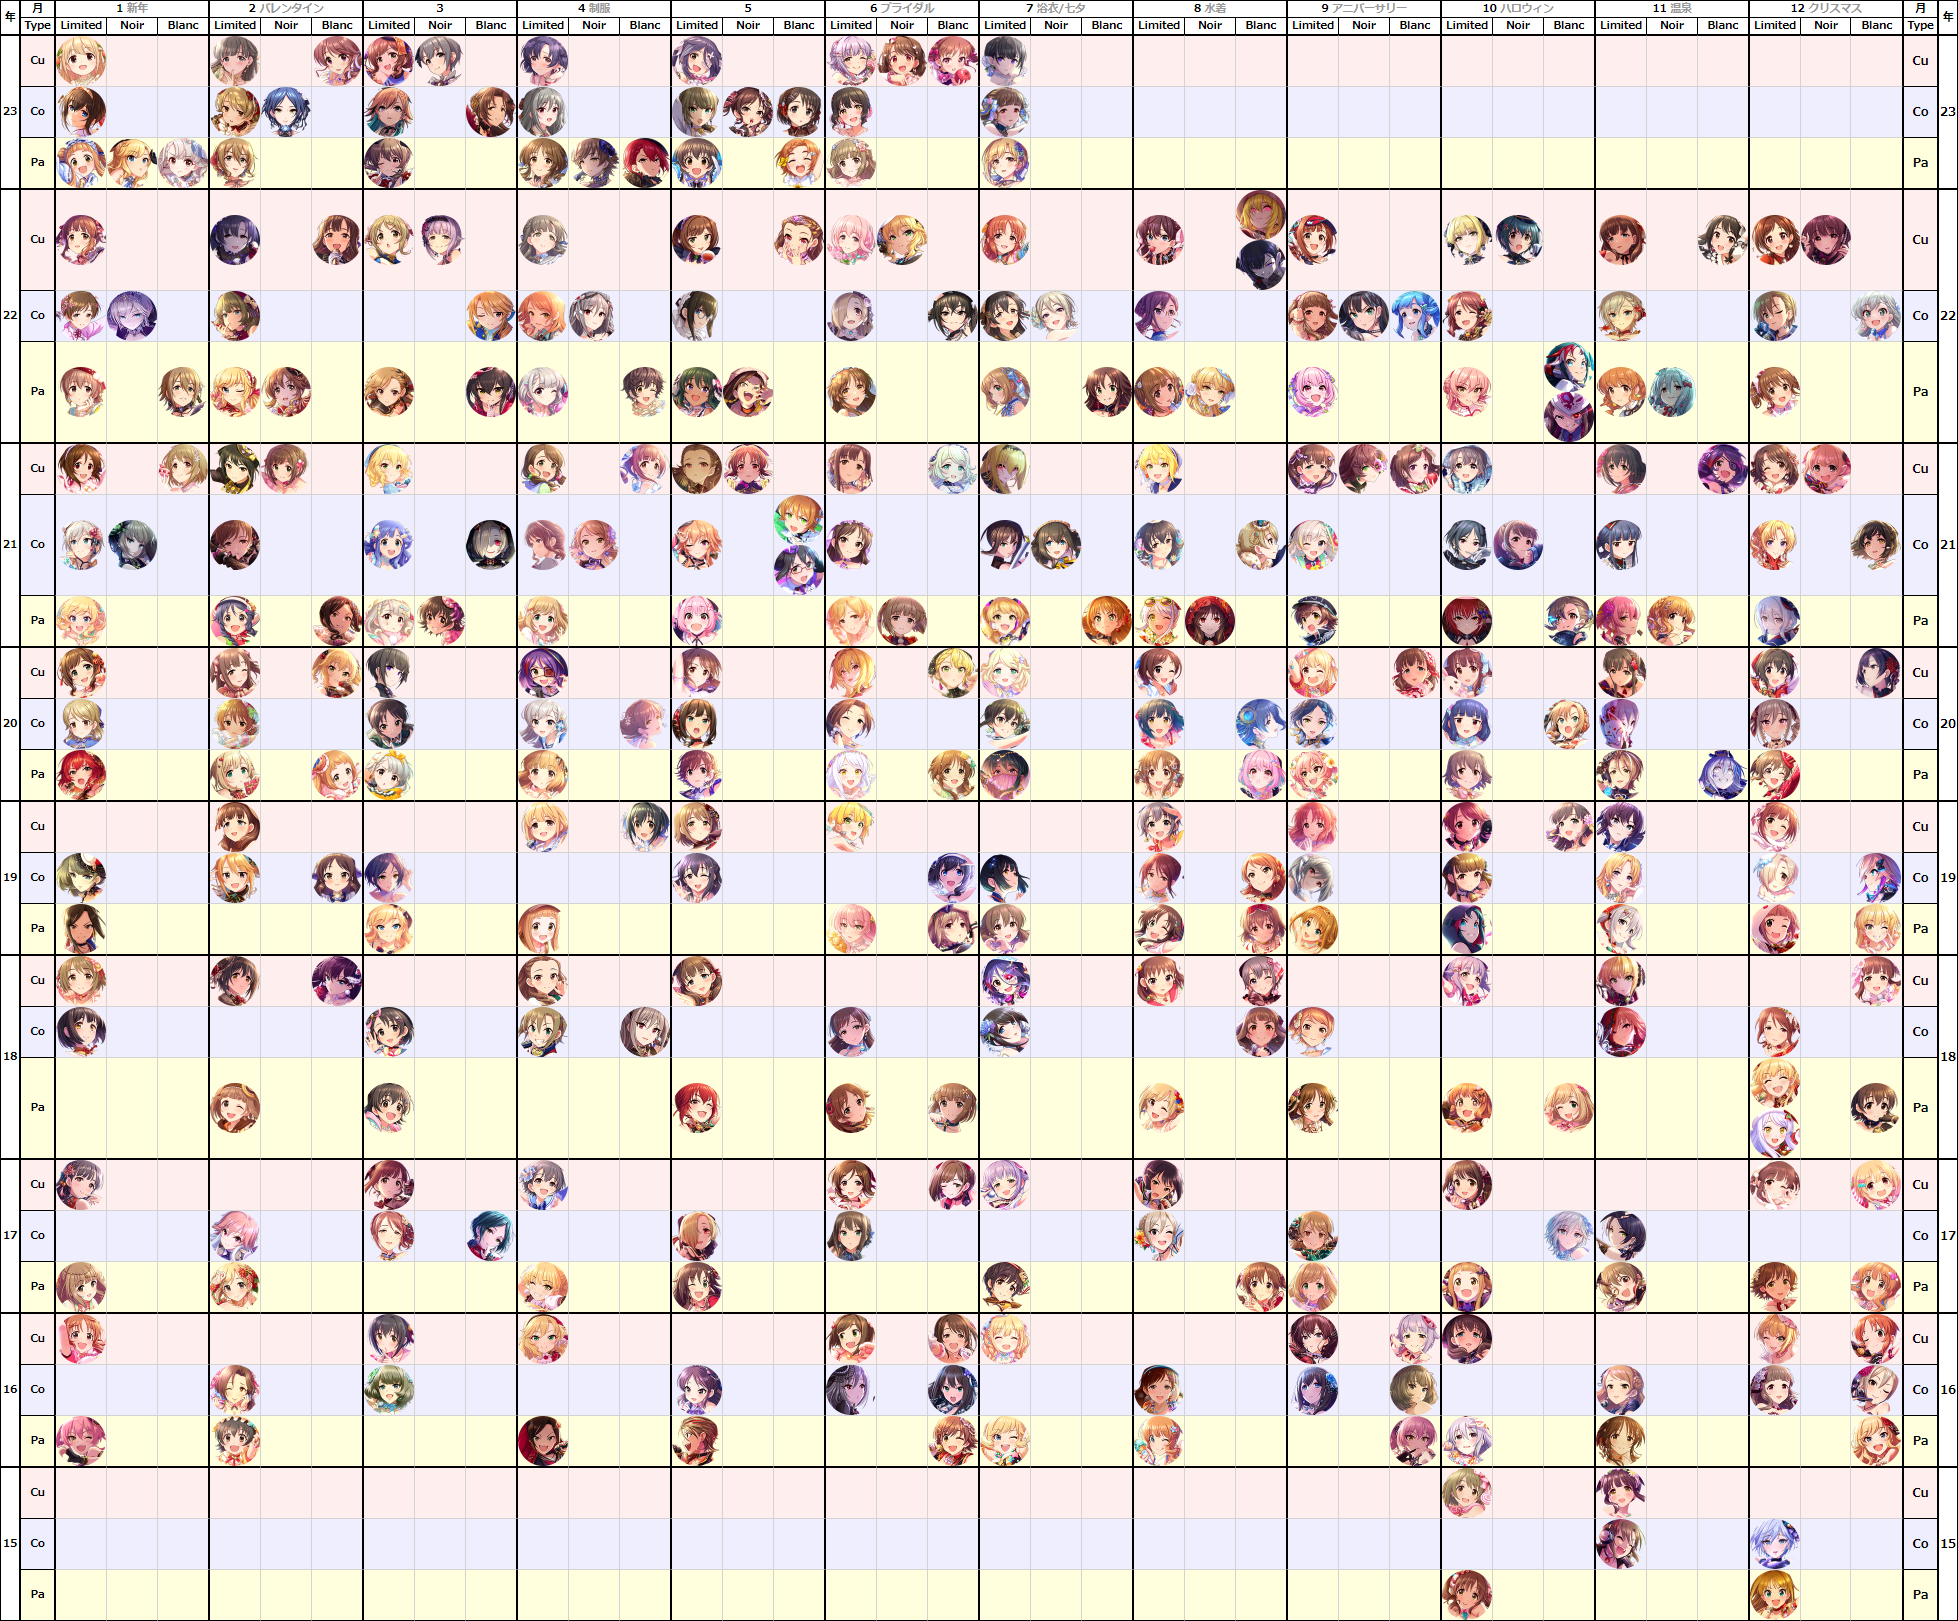 年 月 1 新年 2 バレンタイン 3 4 制服 5 6 ブライダル 7 浴衣/七夕 8 水着 9 アニバーサリー 10 ハロウィン 11 温泉 12 クリスマス 月 年
Type Limited Noir Blanc Limited Noir Blanc Limited Noir Blanc Limited Noir Blanc Limited Noir Blanc Limited Noir Blanc Limited Noir Blanc Limited Noir Blanc Limited Noir Blanc Limited Noir Blanc Limited Noir Blanc Limited Noir Blanc Type
Cu Cu
23 Co Co 23
Pa Pa
Cu Cu
22 Co Co 22
Pa Pa
Cu Cu
21 Co Co 21
Pa Pa
Cu Cu
20 Co Co 20
Pa Pa
Cu Cu
19 Co Co 19
Pa Pa
Cu Cu
18 Co Co 18
Pa Pa
Cu Cu
17 Co Co 17
Pa Pa
Cu Cu
16 Co Co 16
Pa Pa
Cu Cu
15 Co Co 15
Pa Pa